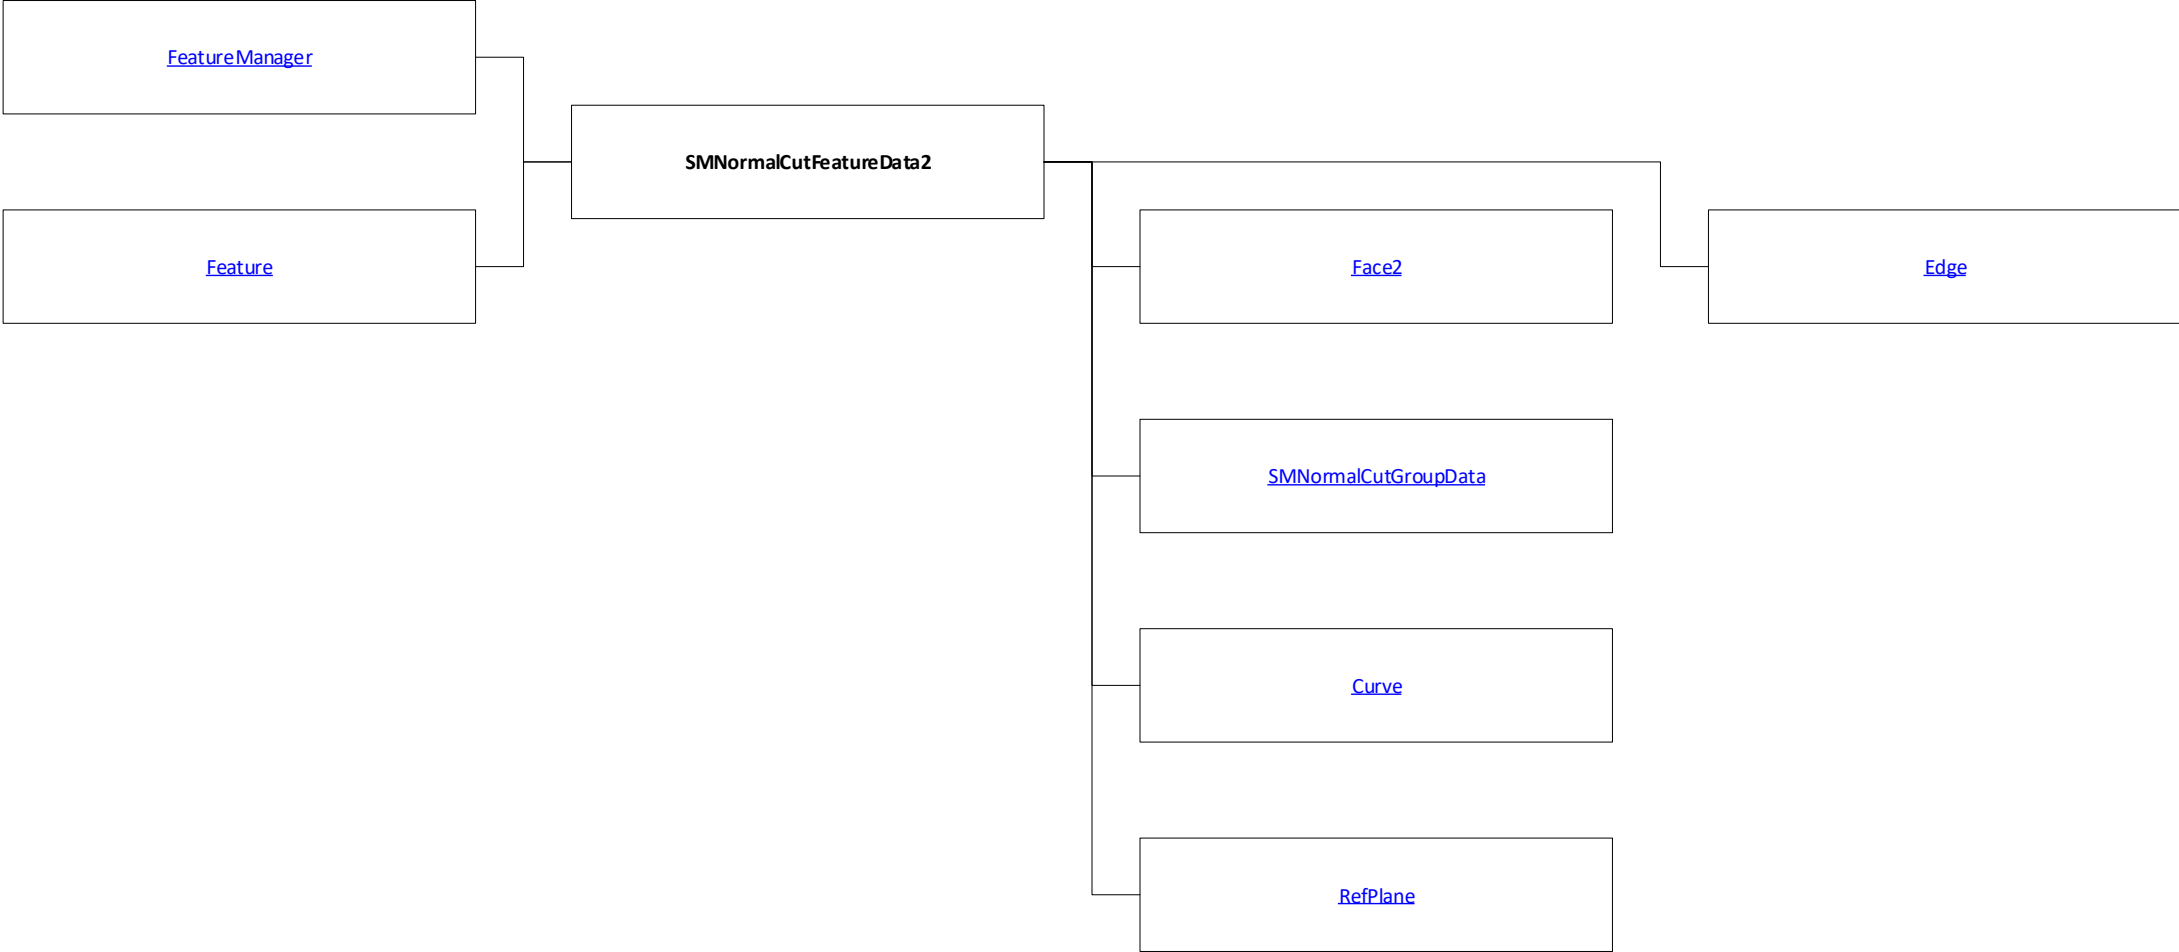 FeatureManager
SMNormalCutFeatureData2
Feature
Face2
Edge
SMNormalCutGroupData
Curve
RefPlane